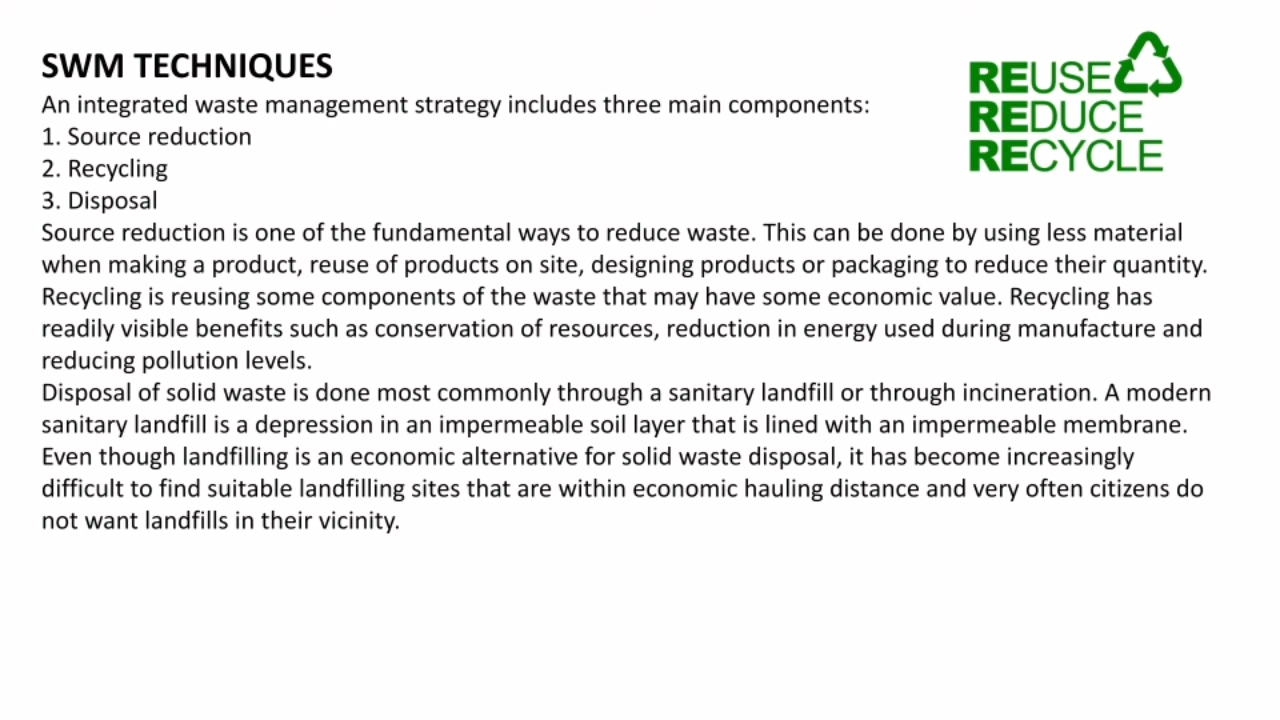 SWM TECHNIQUES
An integrated waste management strategy includes three main components:
1. Source reduction
2. Recycling
3. Disposal
Source reduction is one of the fundamental ways to reduce waste. This can be done by using less material
when making a product, reuse of products on site, designing products or packaging to reduce their quantity.
Recycling is reusing some components of the waste that may have some economic value. Recycling has
readily visible benefits such as conservation of resources, reduction in energy used during manufacture and
reducing pollution levels.
Disposal of solid waste is done most commonly through a sanitary landfill or through incineration. A modern
sanitary landfill is a depression in an impermeable soil layer that is lined with an impermeable membrane.
Even though landfilling is an economic alternative for solid waste disposal, it has become increasingly
difficult to find suitable landfilling sites that are within economic hauling distance and very often citizens do
not want landfills in their vicinity.
REUSE
REDUCE
RECYCLE